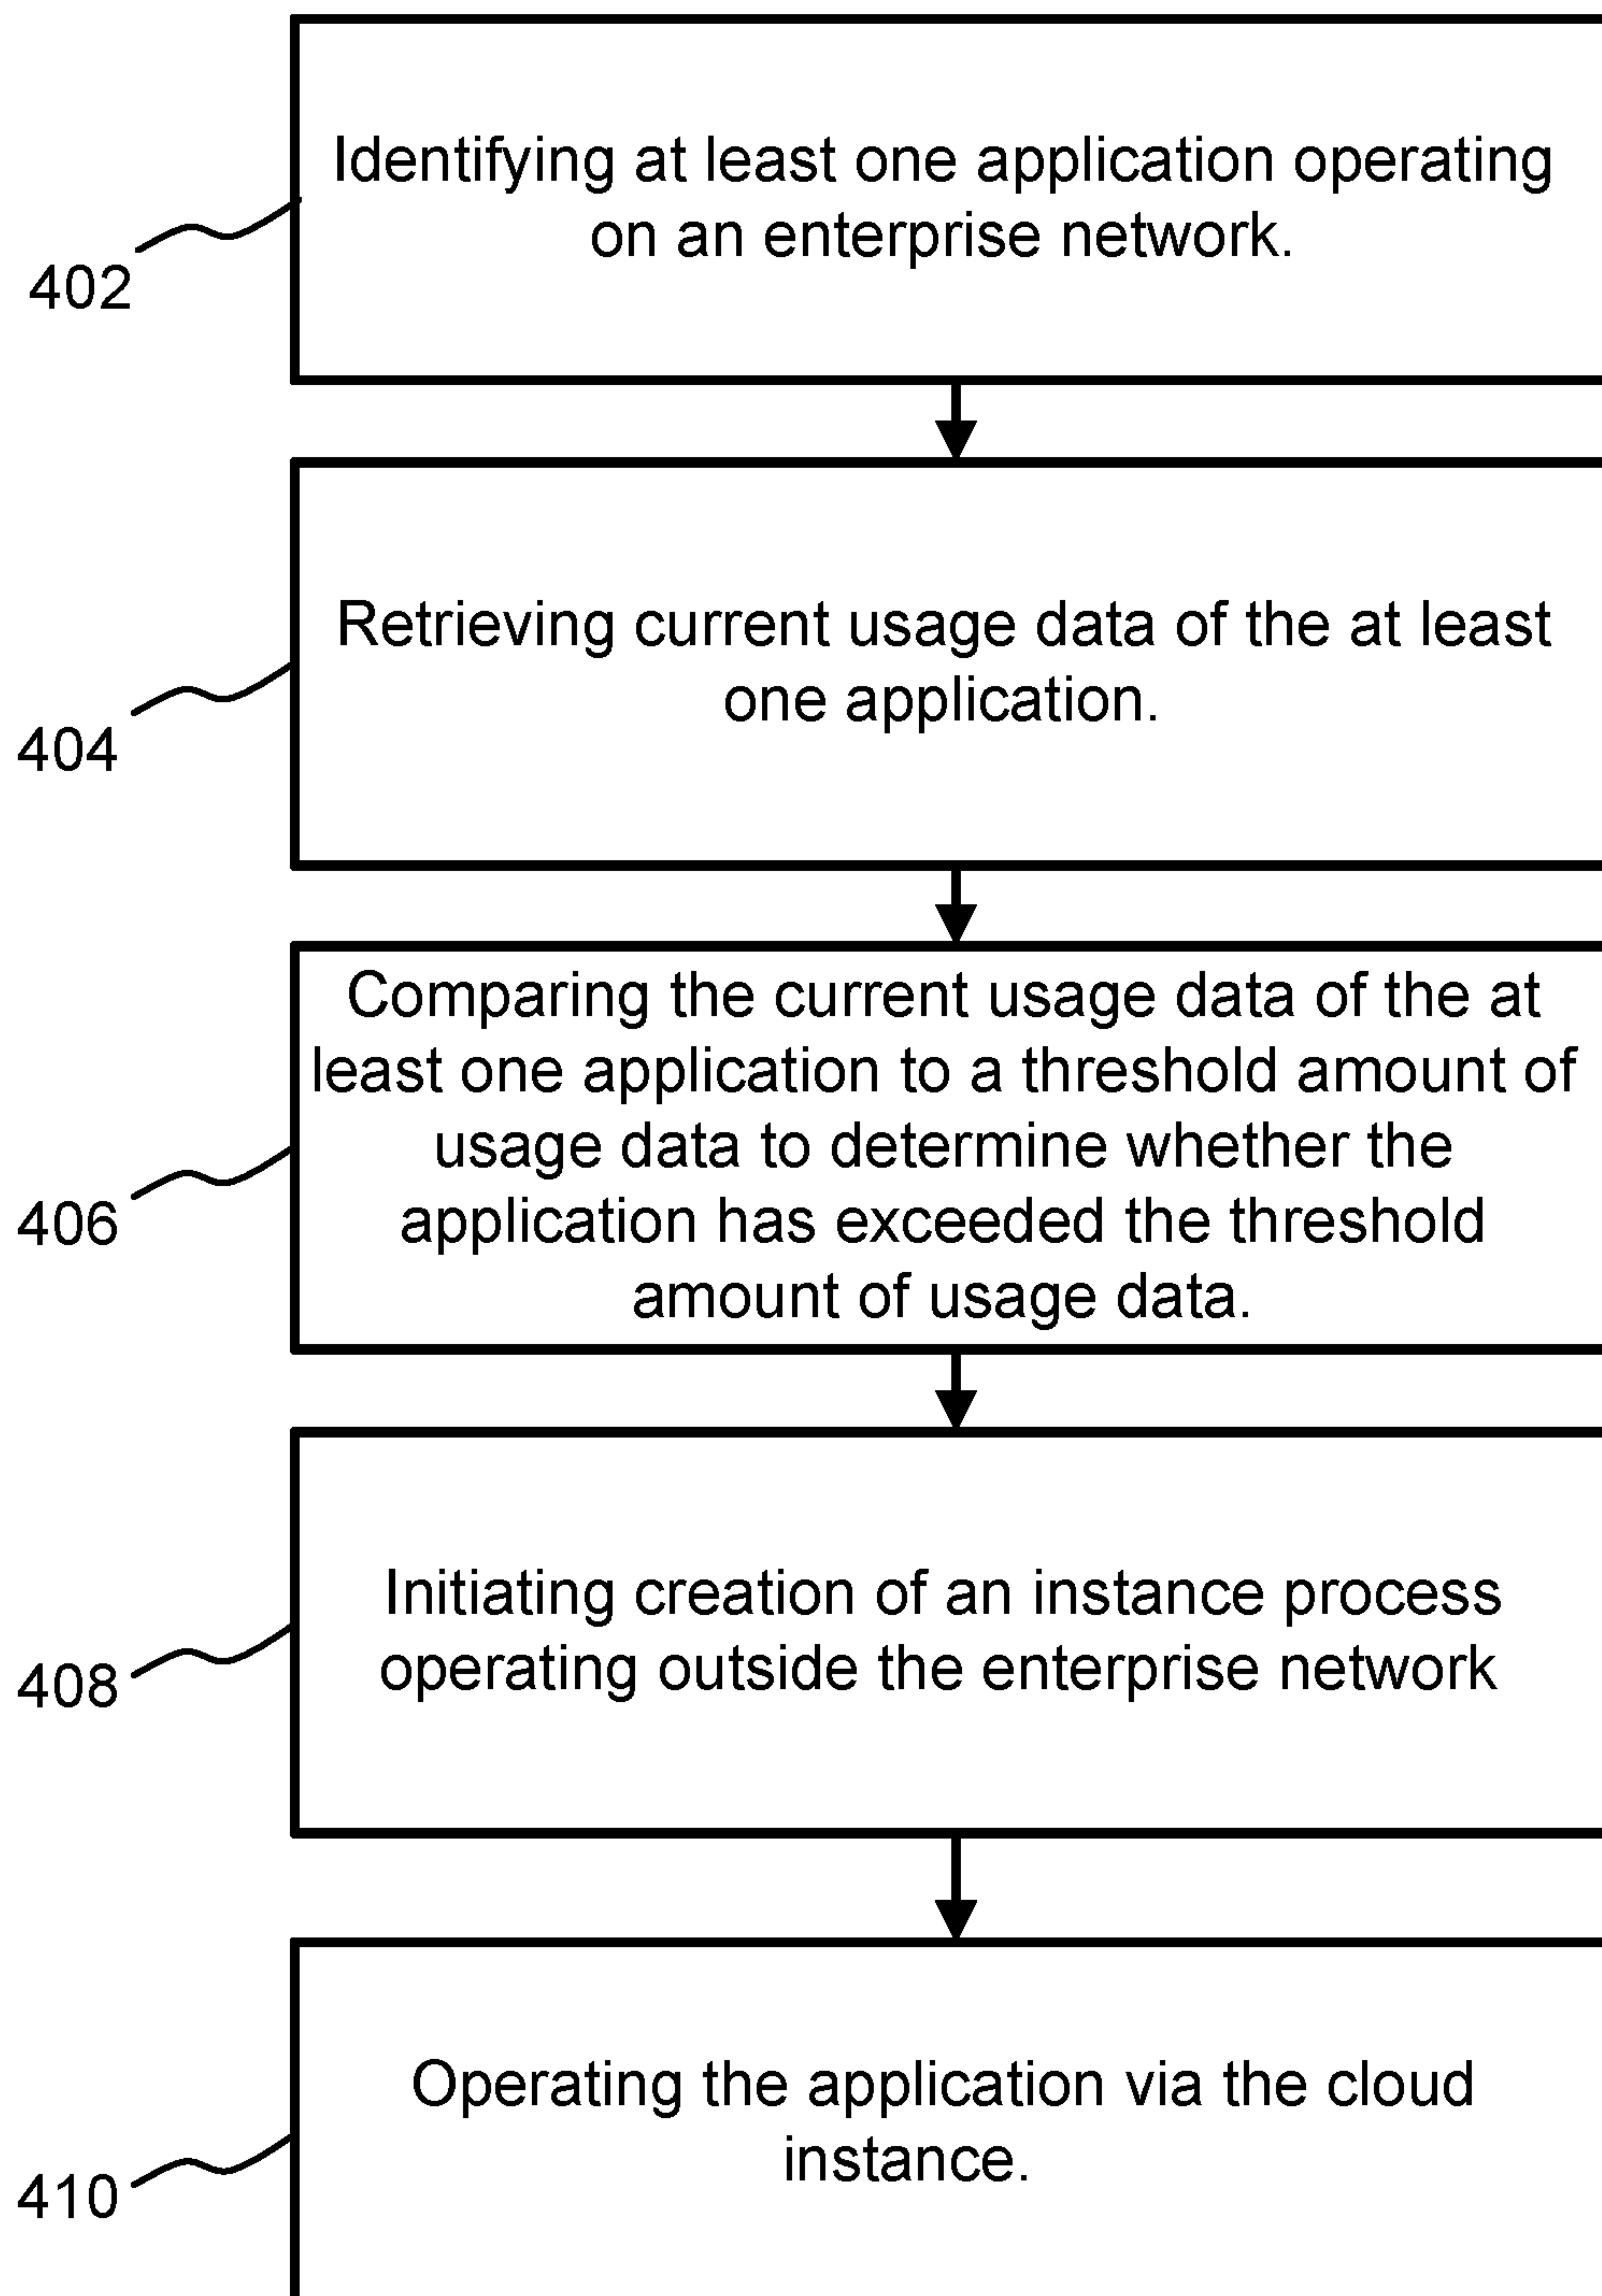 Identifying at least one application operating
on an enterprise network.
402
Retrieving current usage data of the at least
one application.
404
Comparing the current usage data of the at
least one application to a threshold amount of
usage data to determine whether the
application has exceeded the threshold
amount of usage data.
406
Initiating creation of an instance process
operating outside the enterprise network
408
Operating the application via the cloud
instance.
410